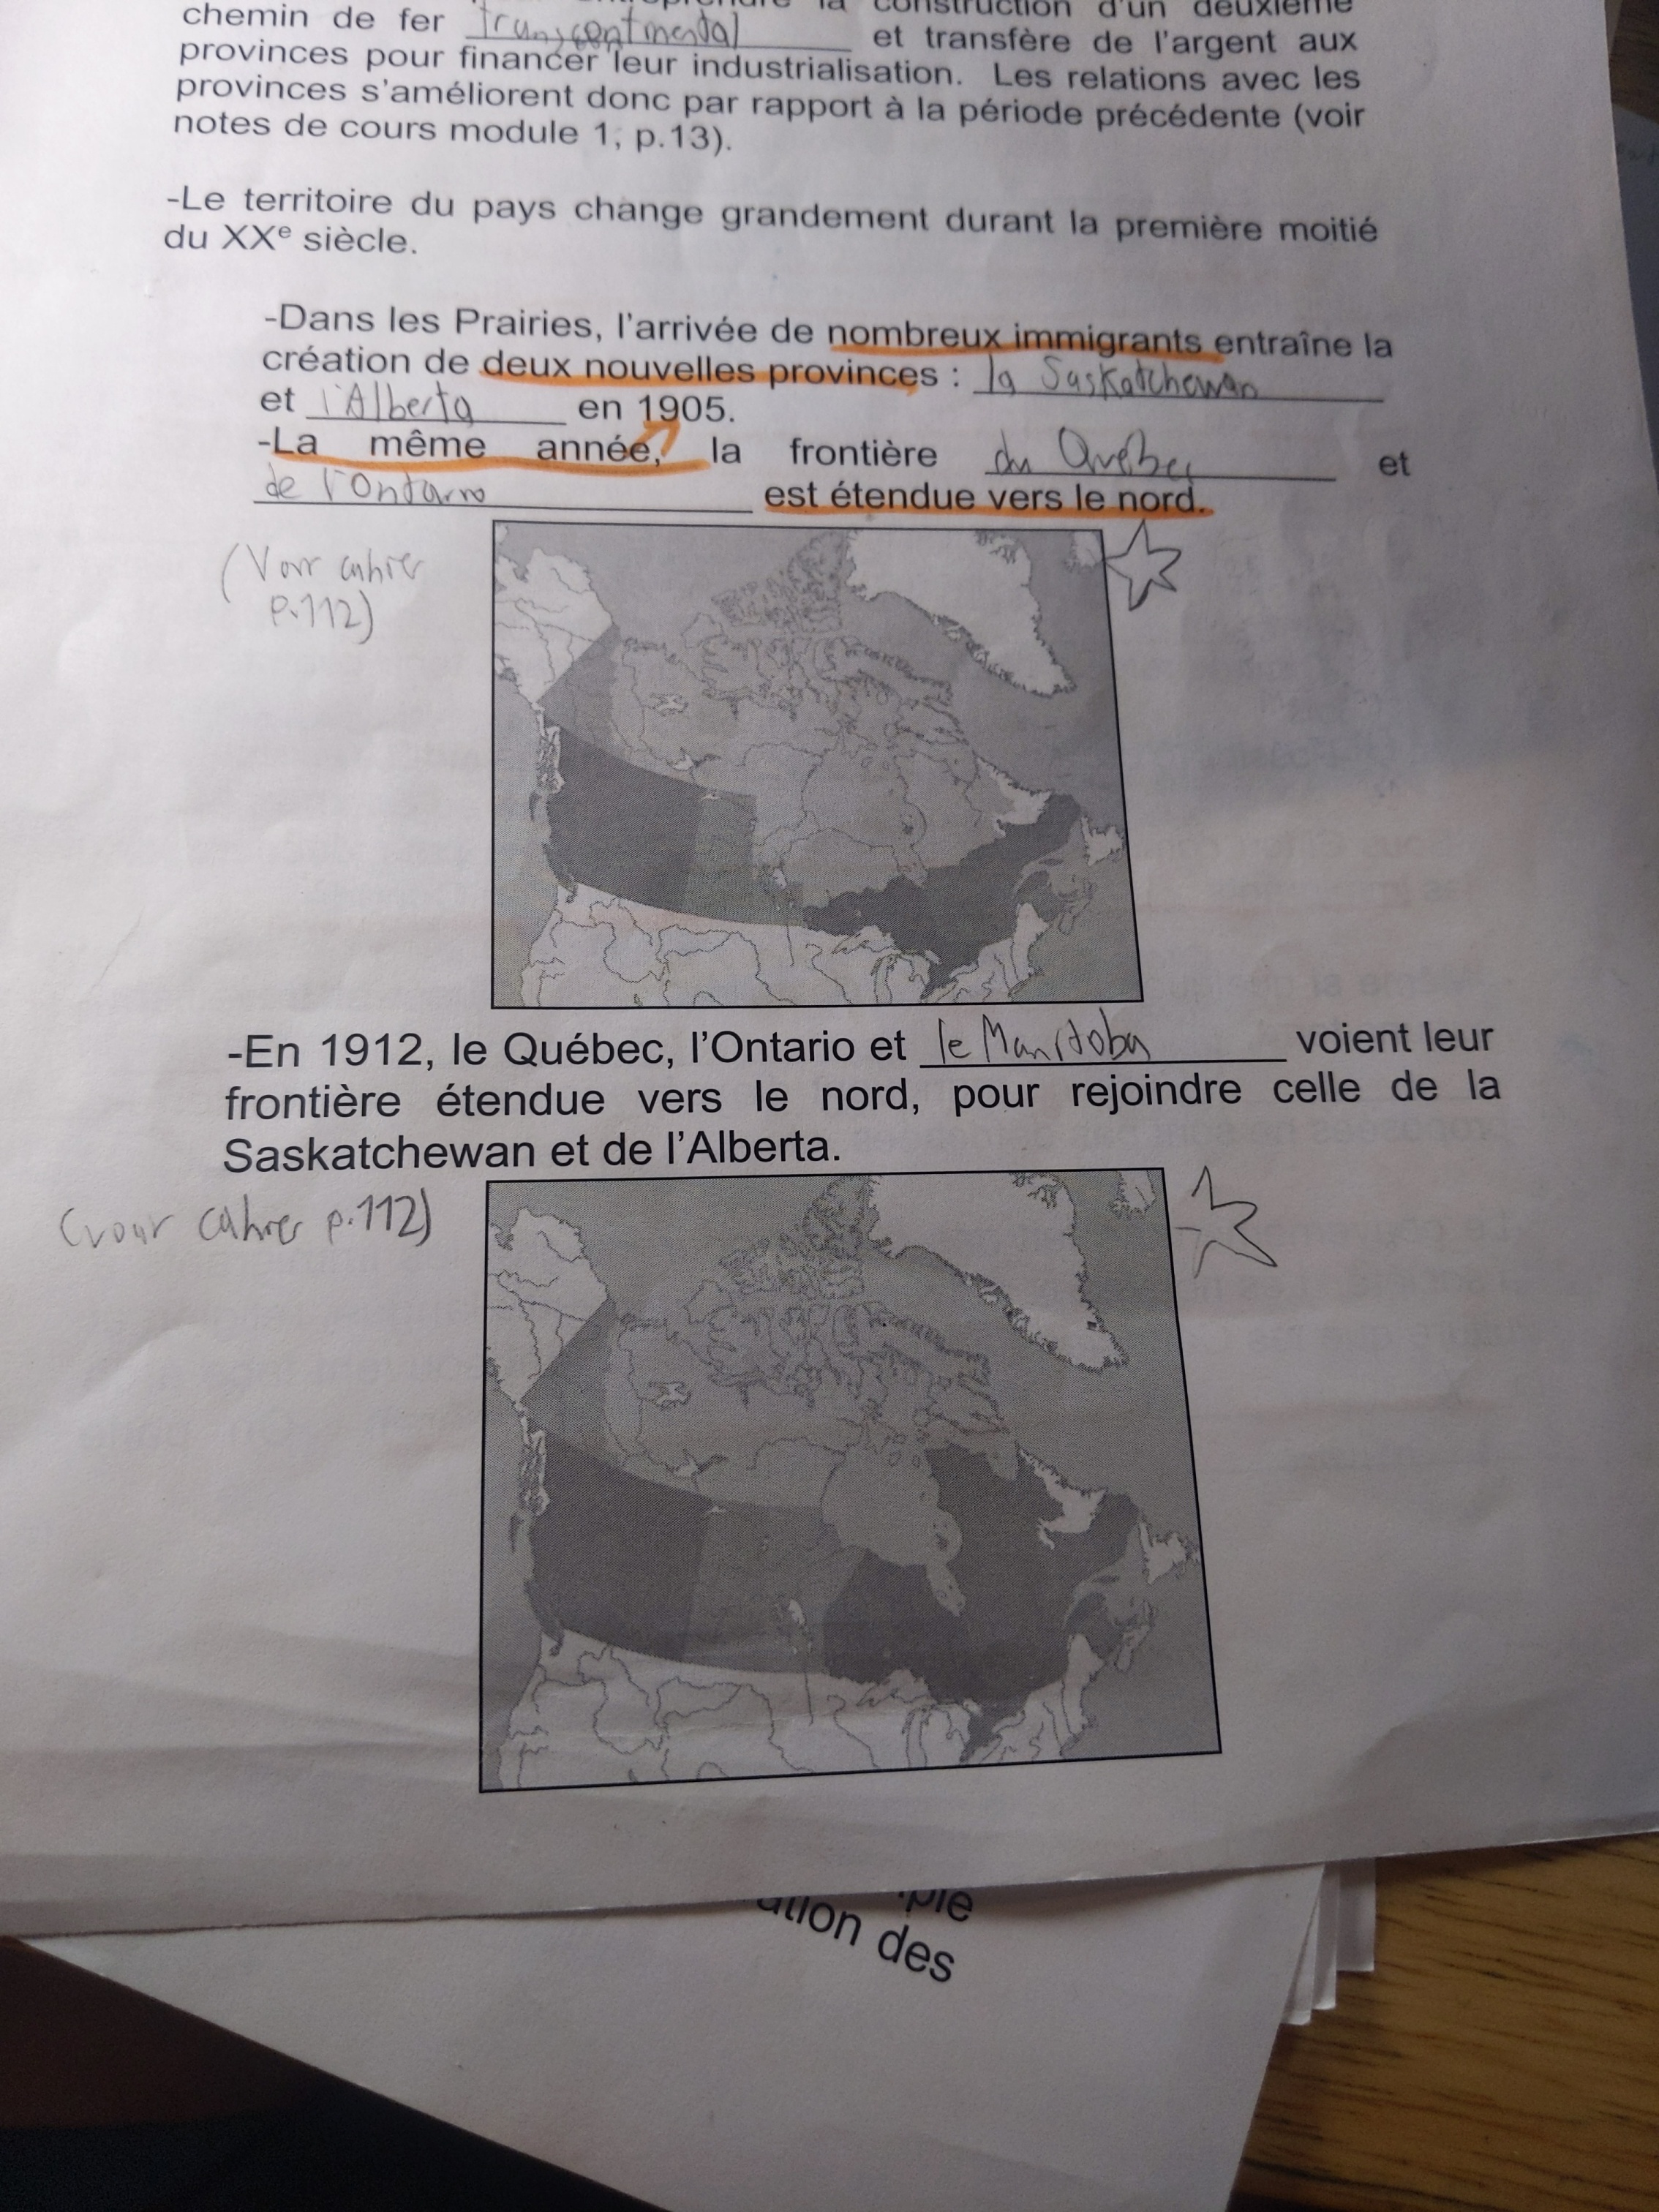 la construction d'un deuxième
chemin de fer transcontinental et transfère de l'argent aux
provinces pour financer leur industrialisation. Les relations avec les
provinces s'améliorent donc par rapport à la période précédente (voir
notes de cours module 1, p.13).
-Le territoire du pays change grandement durant la première moitié
du XXe siècle.
-Dans les Prairies, l'arrivée de nombreux immigrants entraîne la
création de deux nouvelles provinces : la Saskatchewan
et l'Alberta en 1905.
-La même année, la frontière du Québec et
de l'Ontario est étendue vers le nord.
(Voir cahier
p.112)
-En 1912, le Québec, l'Ontario et le Manitoba voient leur
frontière étendue vers le nord, pour rejoindre celle de la
Saskatchewan et de l'Alberta.
(voir cahier p.112)
ation des